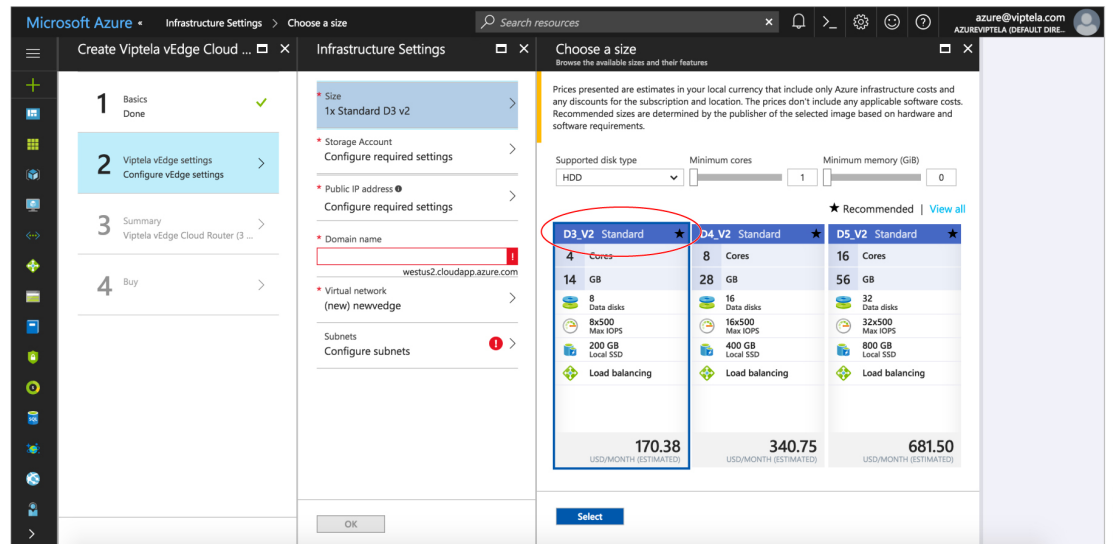 Microsoft Azure « Infrastructure Settings > Choose a size
Search resources
azure@viptela.com
AZUREVIPTELA (DEFAULT DIRE...
Create Viptela vEdge Cloud ...
1 Basics
Done
2 Viptela vEdge settings
Configure vEdge settings
3 Summary
Viptela vEdge Cloud Router (3 ...
4 Buy
Infrastructure Settings
* Size
1x Standard D3 v2
* Storage Account
Configure required settings
* Public IP address
Configure required settings
* Domain name
westus2.cloudapp.azure.com
* Virtual network
(new) newvedge
Subnets
Configure subnets
OK
Choose a size
Browse the available sizes and their features
Prices presented are estimates in your local currency that include only Azure infrastructure costs and
any discounts for the subscription and location. The prices don't include any applicable software costs.
Recommended sizes are determined by the publisher of the selected image based on hardware and
software requirements.
Supported disk type
HDD
Minimum cores
1
Minimum memory (GiB)
0
★ Recommended | View all
D3_V2 Standard ★
4 Cores
14 GB
8
Data disks
8x500
Max IOPS
200 GB
Local SSD
Load balancing
170.38
USD/MONTH (ESTIMATED)
D4_V2 Standard ★
8 Cores
28 GB
16
Data disks
16x500
Max IOPS
400 GB
Local SSD
Load balancing
340.75
USD/MONTH (ESTIMATED)
D5_V2 Standard ★
16 Cores
56 GB
32
Data disks
32x500
Max IOPS
800 GB
Local SSD
Load balancing
681.50
USD/MONTH (ESTIMATED)
Select